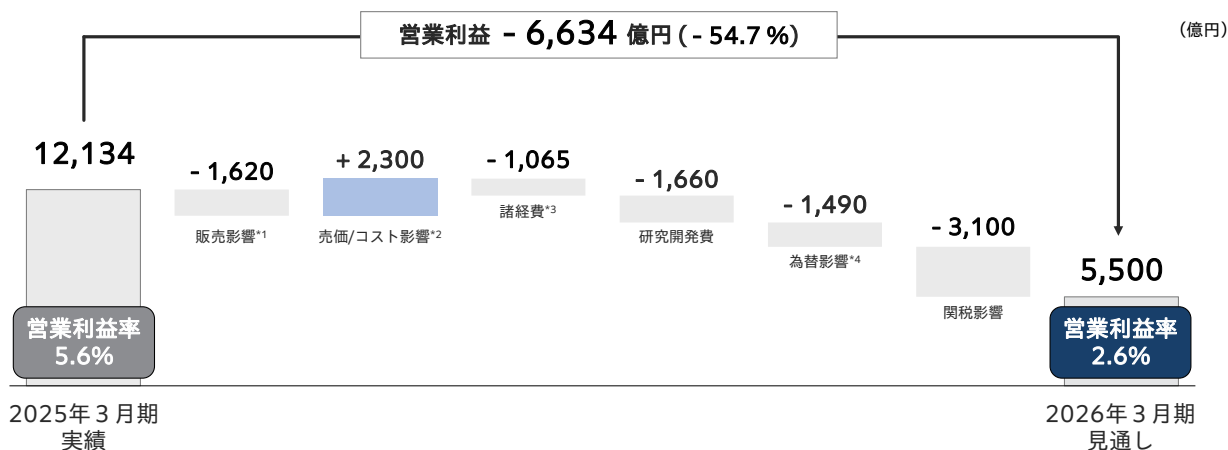 営業利益 - 6,634 億円 ( - 54.7 %)
（億円）
12,134
- 1,620
販売影響*1
+ 2,300
売価/コスト影響*2
- 1,065
諸経費*3
- 1,660
研究開発費
- 1,490
為替影響*4
- 3,100
関税影響
5,500
営業利益率
5.6%
営業利益率
2.6%
2025年３月期
実績
2026年３月期
見通し